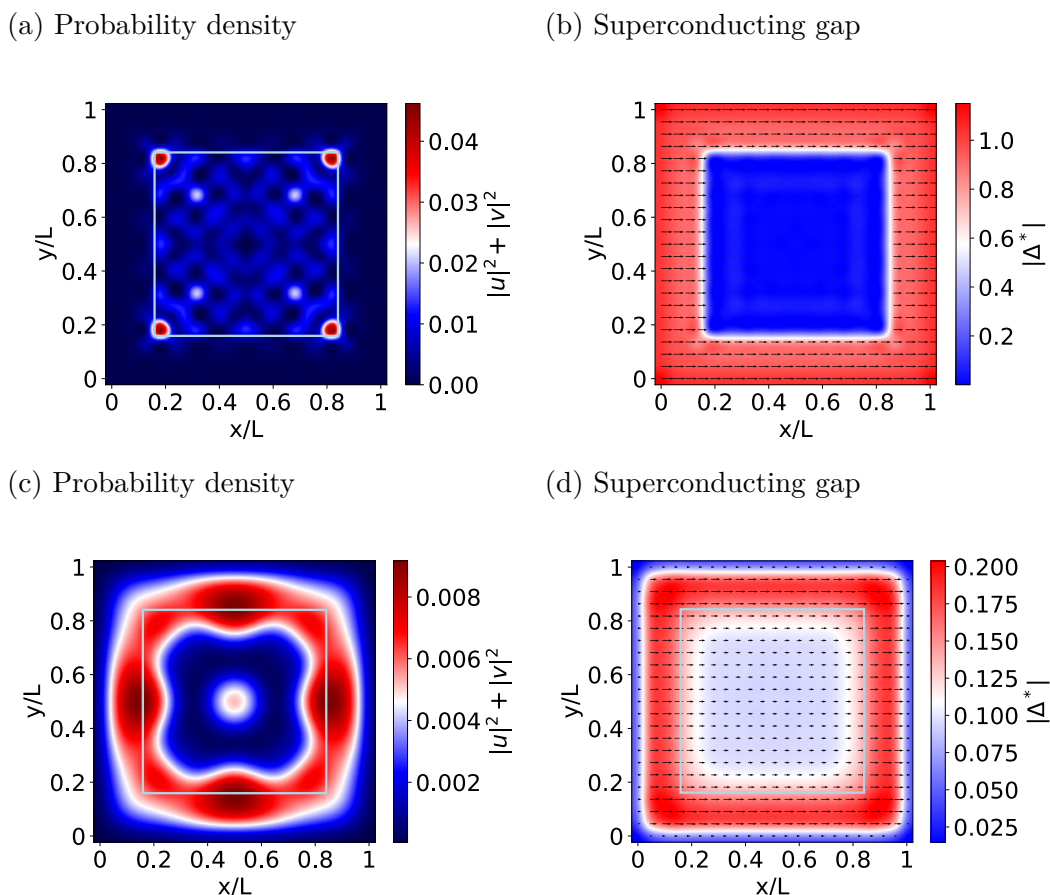 (a) Probability density
(b) Superconducting gap
1
0.8
0.6
0.4
0.2
0
y/L
0 0.2 0.4 0.6 0.8 1
x/L
0.04
0.03
0.02
0.01
0.00
|u|² + |v|²
1
0.8
0.6
0.4
0.2
0
y/L
0 0.2 0.4 0.6 0.8 1
x/L
1.0
0.8
0.6
0.4
0.2
|Δ*|
(c) Probability density
(d) Superconducting gap
1
0.8
0.6
0.4
0.2
0
y/L
0 0.2 0.4 0.6 0.8 1
x/L
0.008
0.006
0.004
0.002
|u|² + |v|²
1
0.8
0.6
0.4
0.2
0
y/L
0 0.2 0.4 0.6 0.8 1
x/L
0.200
0.175
0.150
0.125
0.100
0.075
0.050
0.025
|Δ*|